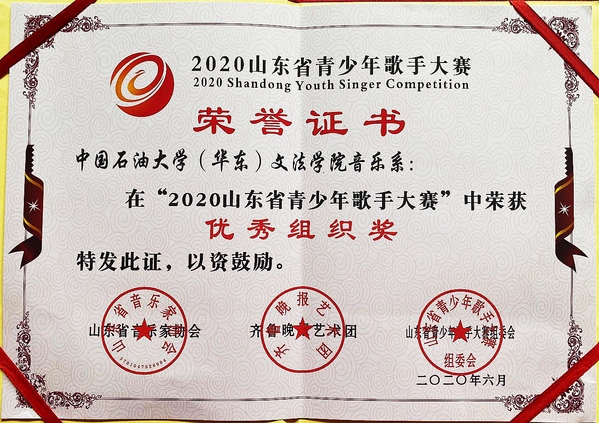 2020山东省青少年歌手大赛
2020 Shandong Youth Singer Competition
荣誉证书
中国石油大学（华东）文法学院音乐系：
在“2020山东省青少年歌手大赛”中荣获
优秀组织奖
特发此证，以资鼓励。
山东省音乐家协会
齐鲁晚报艺术团
山东省青少年歌手大赛组委会
组委会
二〇二〇年六月